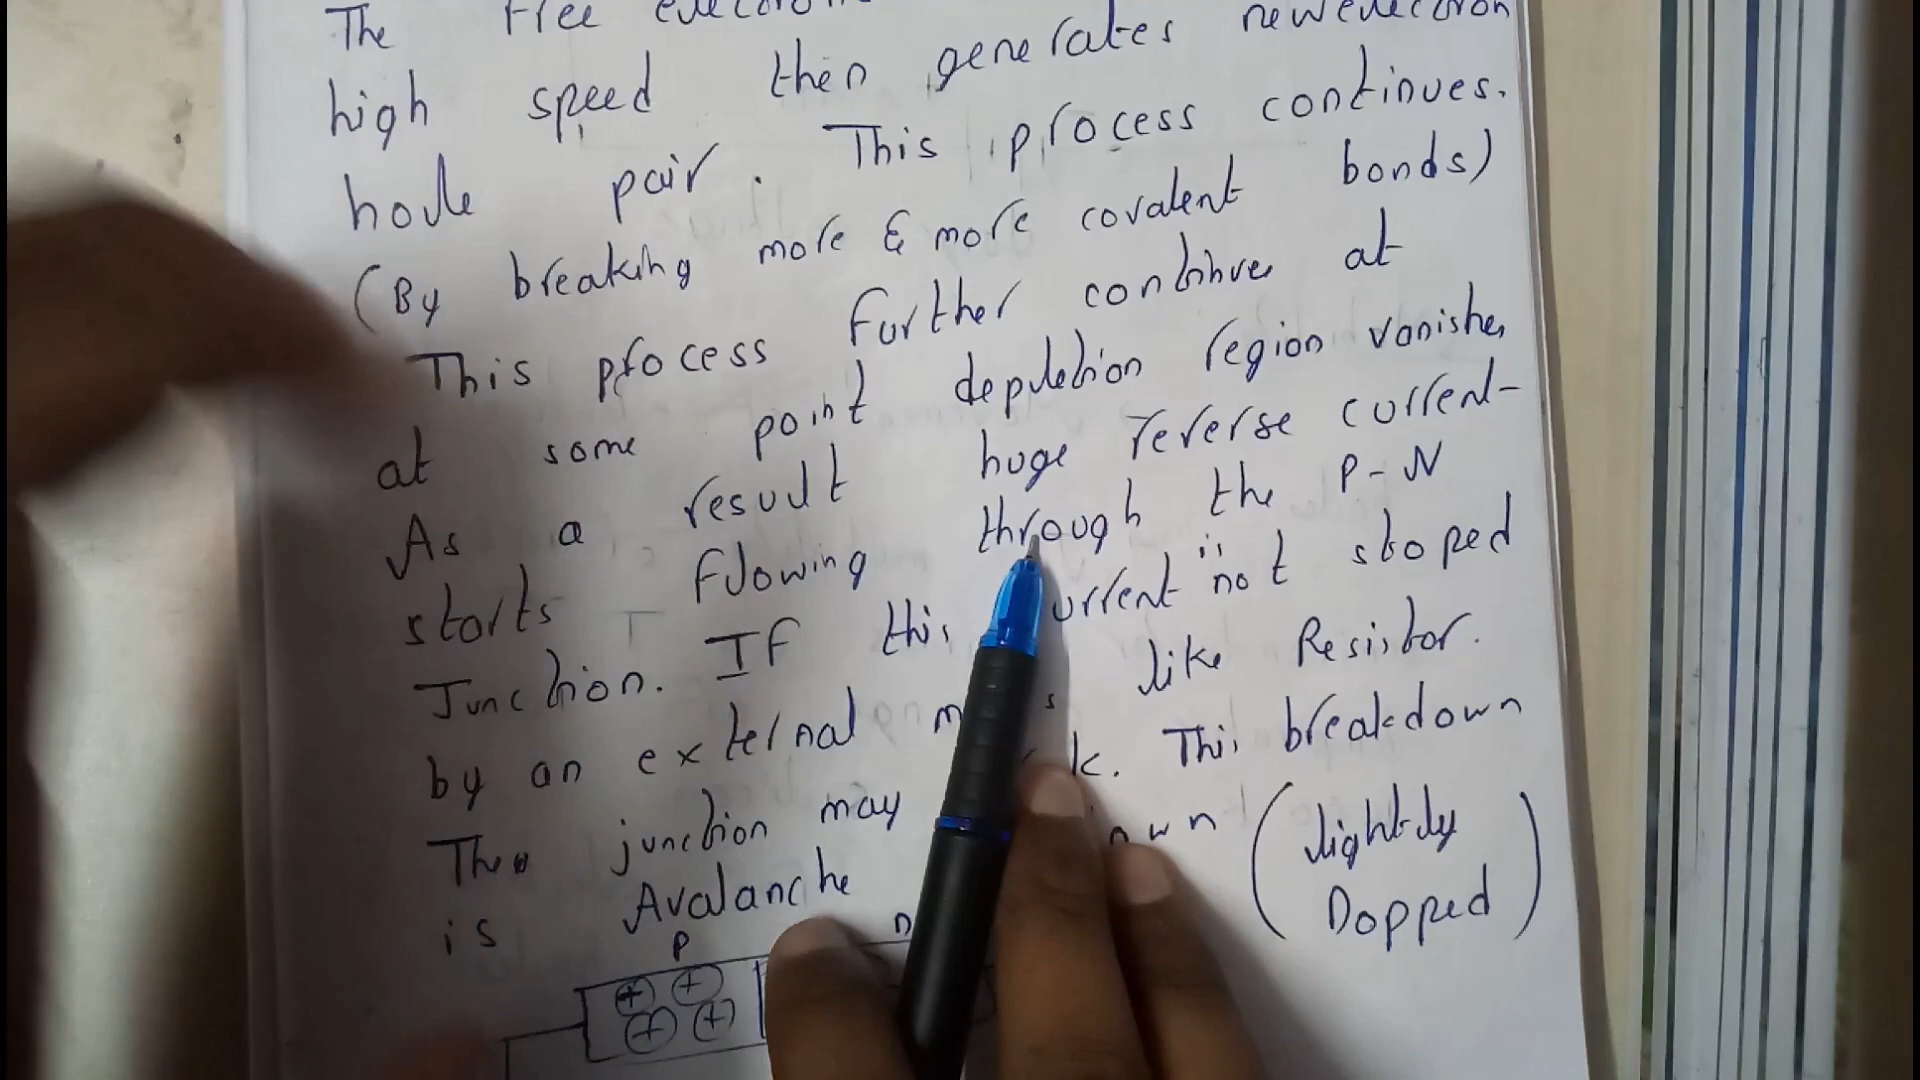 The free electron
high speed then generates new electron
hole pair. This process continues.
(By breaking more & more covalent bonds)
This process further continues at
at some point depletion region vanishes
As a result huge reverse current
starts flowing through the P-N
Junction. If this current is not stoped
by an external like Resistor.
The junction may This breakdown
is Avalanche (lightly
Dopped)
P n
+ +
+ +